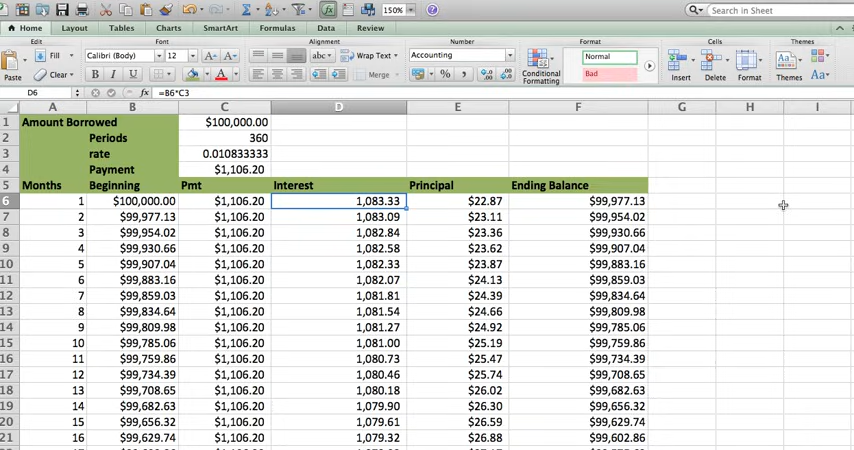 150% Search in Sheet
Home Layout Tables Charts SmartArt Formulas Data Review
Edit Font Alignment Number Format Cells Themes
Fill Calibri (Body) 12 A A abc Wrap Text Accounting Normal
Paste Clear B I U A Merge % Conditional Formatting Bad Insert Delete Format Themes Aa
D6 fx =B6*C3
A B C D E F G H I
1 Amount Borrowed $100,000.00
2 Periods 360
3 rate 0.010833333
4 Payment $1,106.20
5 Months Beginning Pmt Interest Principal Ending Balance
6 1 $100,000.00 $1,106.20 1,083.33 $22.87 $99,977.13
7 2 $99,977.13 $1,106.20 1,083.09 $23.11 $99,954.02
8 3 $99,954.02 $1,106.20 1,082.84 $23.36 $99,930.66
9 4 $99,930.66 $1,106.20 1,082.58 $23.62 $99,907.04
10 5 $99,907.04 $1,106.20 1,082.33 $23.87 $99,883.16
11 6 $99,883.16 $1,106.20 1,082.07 $24.13 $99,859.03
12 7 $99,859.03 $1,106.20 1,081.81 $24.39 $99,834.64
13 8 $99,834.64 $1,106.20 1,081.54 $24.66 $99,809.98
14 9 $99,809.98 $1,106.20 1,081.27 $24.92 $99,785.06
15 10 $99,785.06 $1,106.20 1,081.00 $25.19 $99,759.86
16 11 $99,759.86 $1,106.20 1,080.73 $25.47 $99,734.39
17 12 $99,734.39 $1,106.20 1,080.46 $25.74 $99,708.65
18 13 $99,708.65 $1,106.20 1,080.18 $26.02 $99,682.63
19 14 $99,682.63 $1,106.20 1,079.90 $26.30 $99,656.32
20 15 $99,656.32 $1,106.20 1,079.61 $26.59 $99,629.74
21 16 $99,629.74 $1,106.20 1,079.32 $26.88 $99,602.86